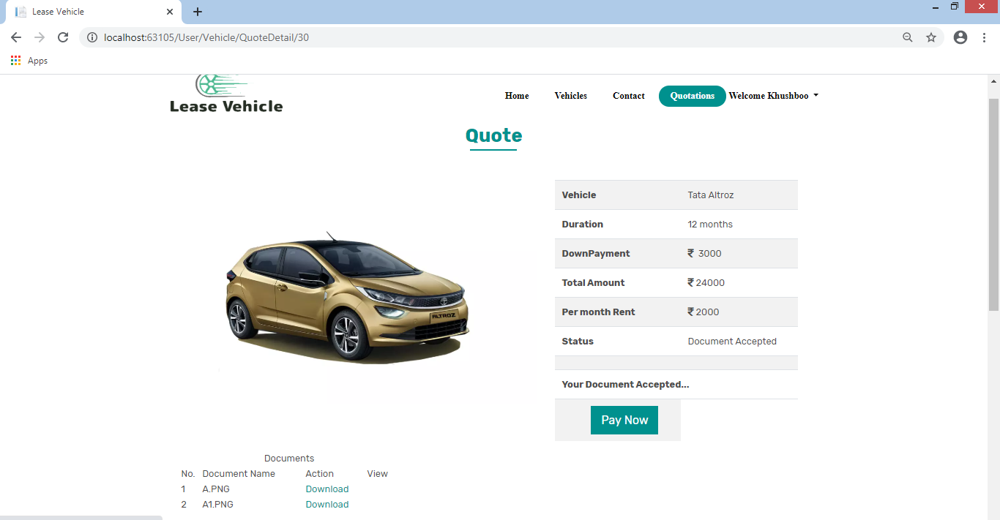 Lease Vehicle
localhost:63105/User/Vehicle/QuoteDetail/30
Apps
Lease Vehicle
Home Vehicles Contact Quotations Welcome Khushboo
Quote
Vehicle Tata Altroz
Duration 12 months
DownPayment ₹ 3000
Total Amount ₹ 24000
Per month Rent ₹ 2000
Status Document Accepted
Your Document Accepted...
Pay Now
ALTROZ
Documents
No. Document Name Action View
1 A.PNG Download
2 A1.PNG Download